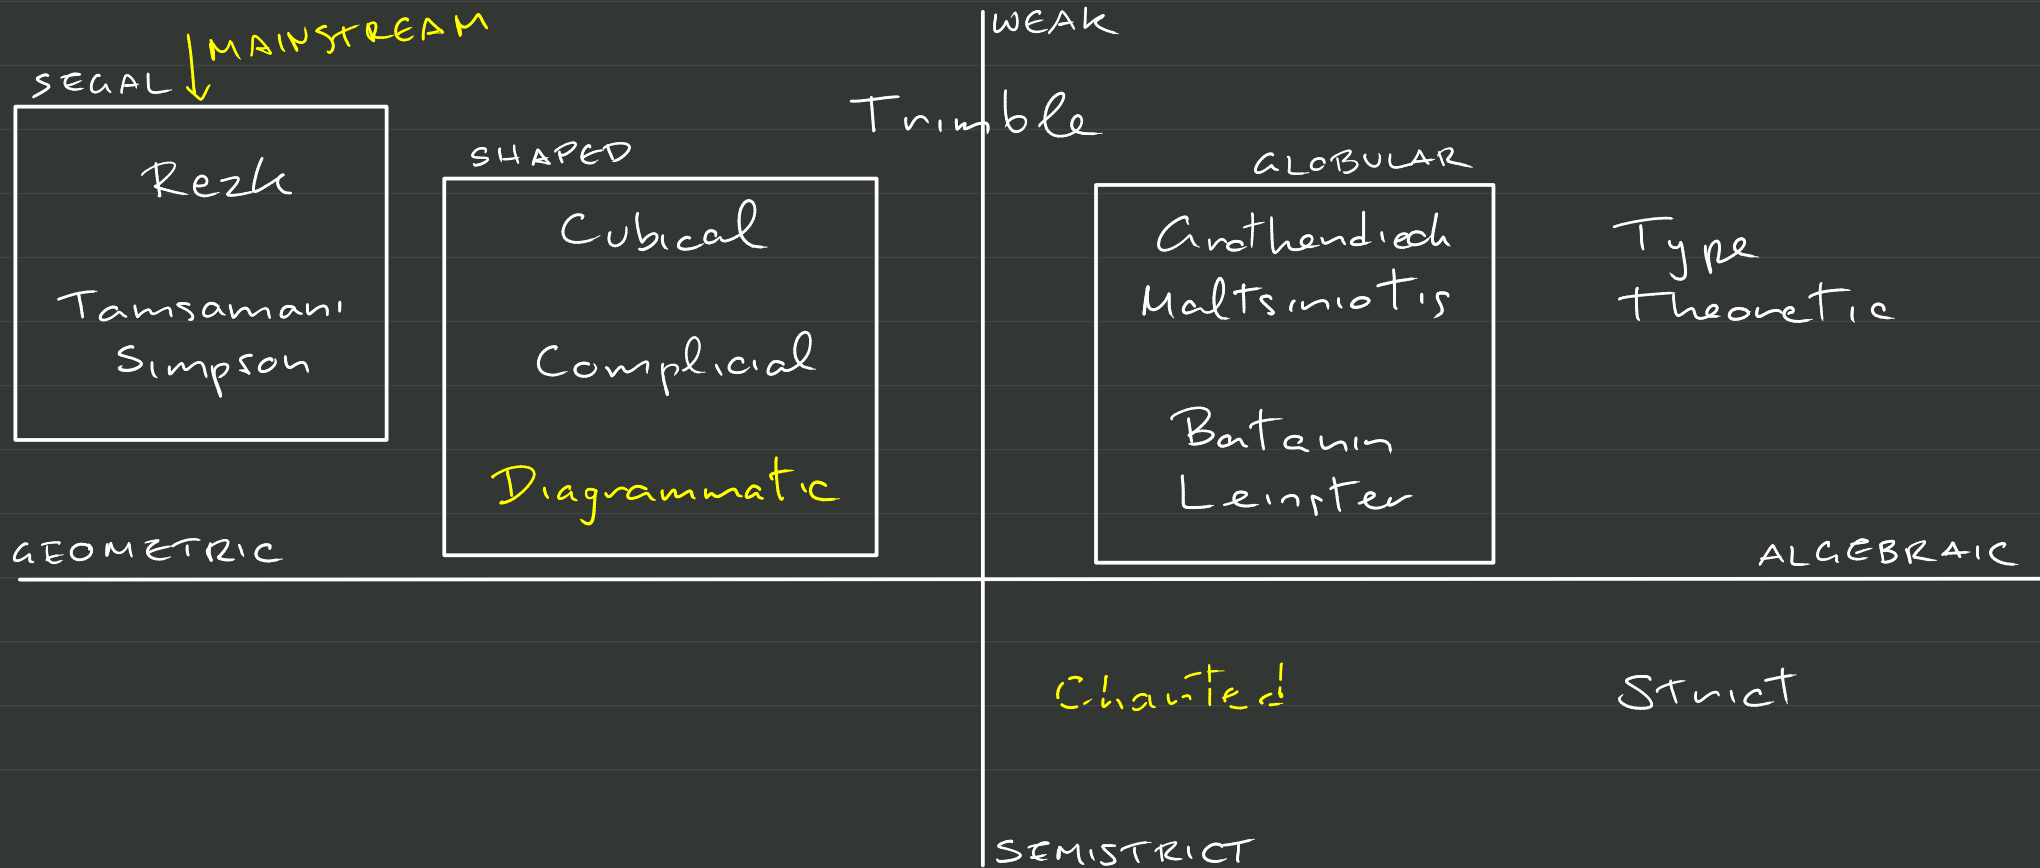 WEAK
MAINSTREAM
SEGAL
Rezk
Tamsamani
Simpson
SHAPED
Cubical
Complicial
Diagrammatic
Trimble
GLOBULAR
Grothendieck
Maltsiniotis
Batanin
Leinster
Type
Theoretic
GEOMETRIC
ALGEBRAIC
Charted
Strict
SEMISTRICT